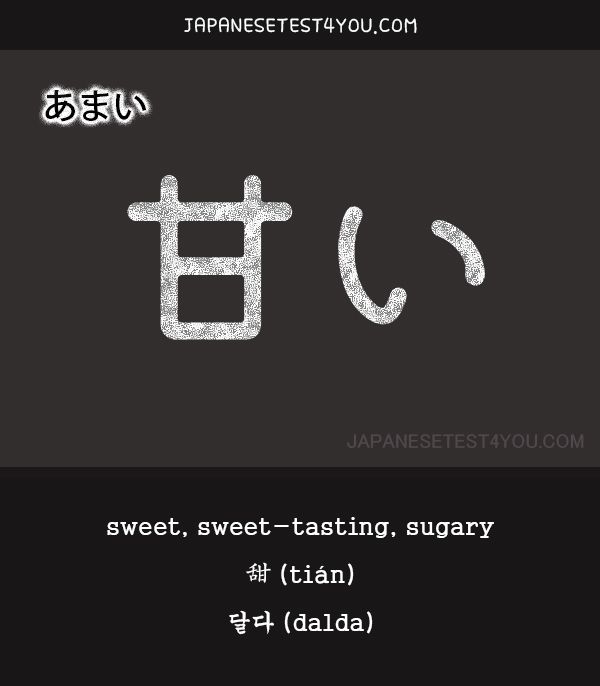 JAPANESETEST4YOU.COM
あまい
甘い
JAPANESETEST4YOU.COM
sweet, sweet-tasting, sugary
甜 (tián)
달다 (dalda)